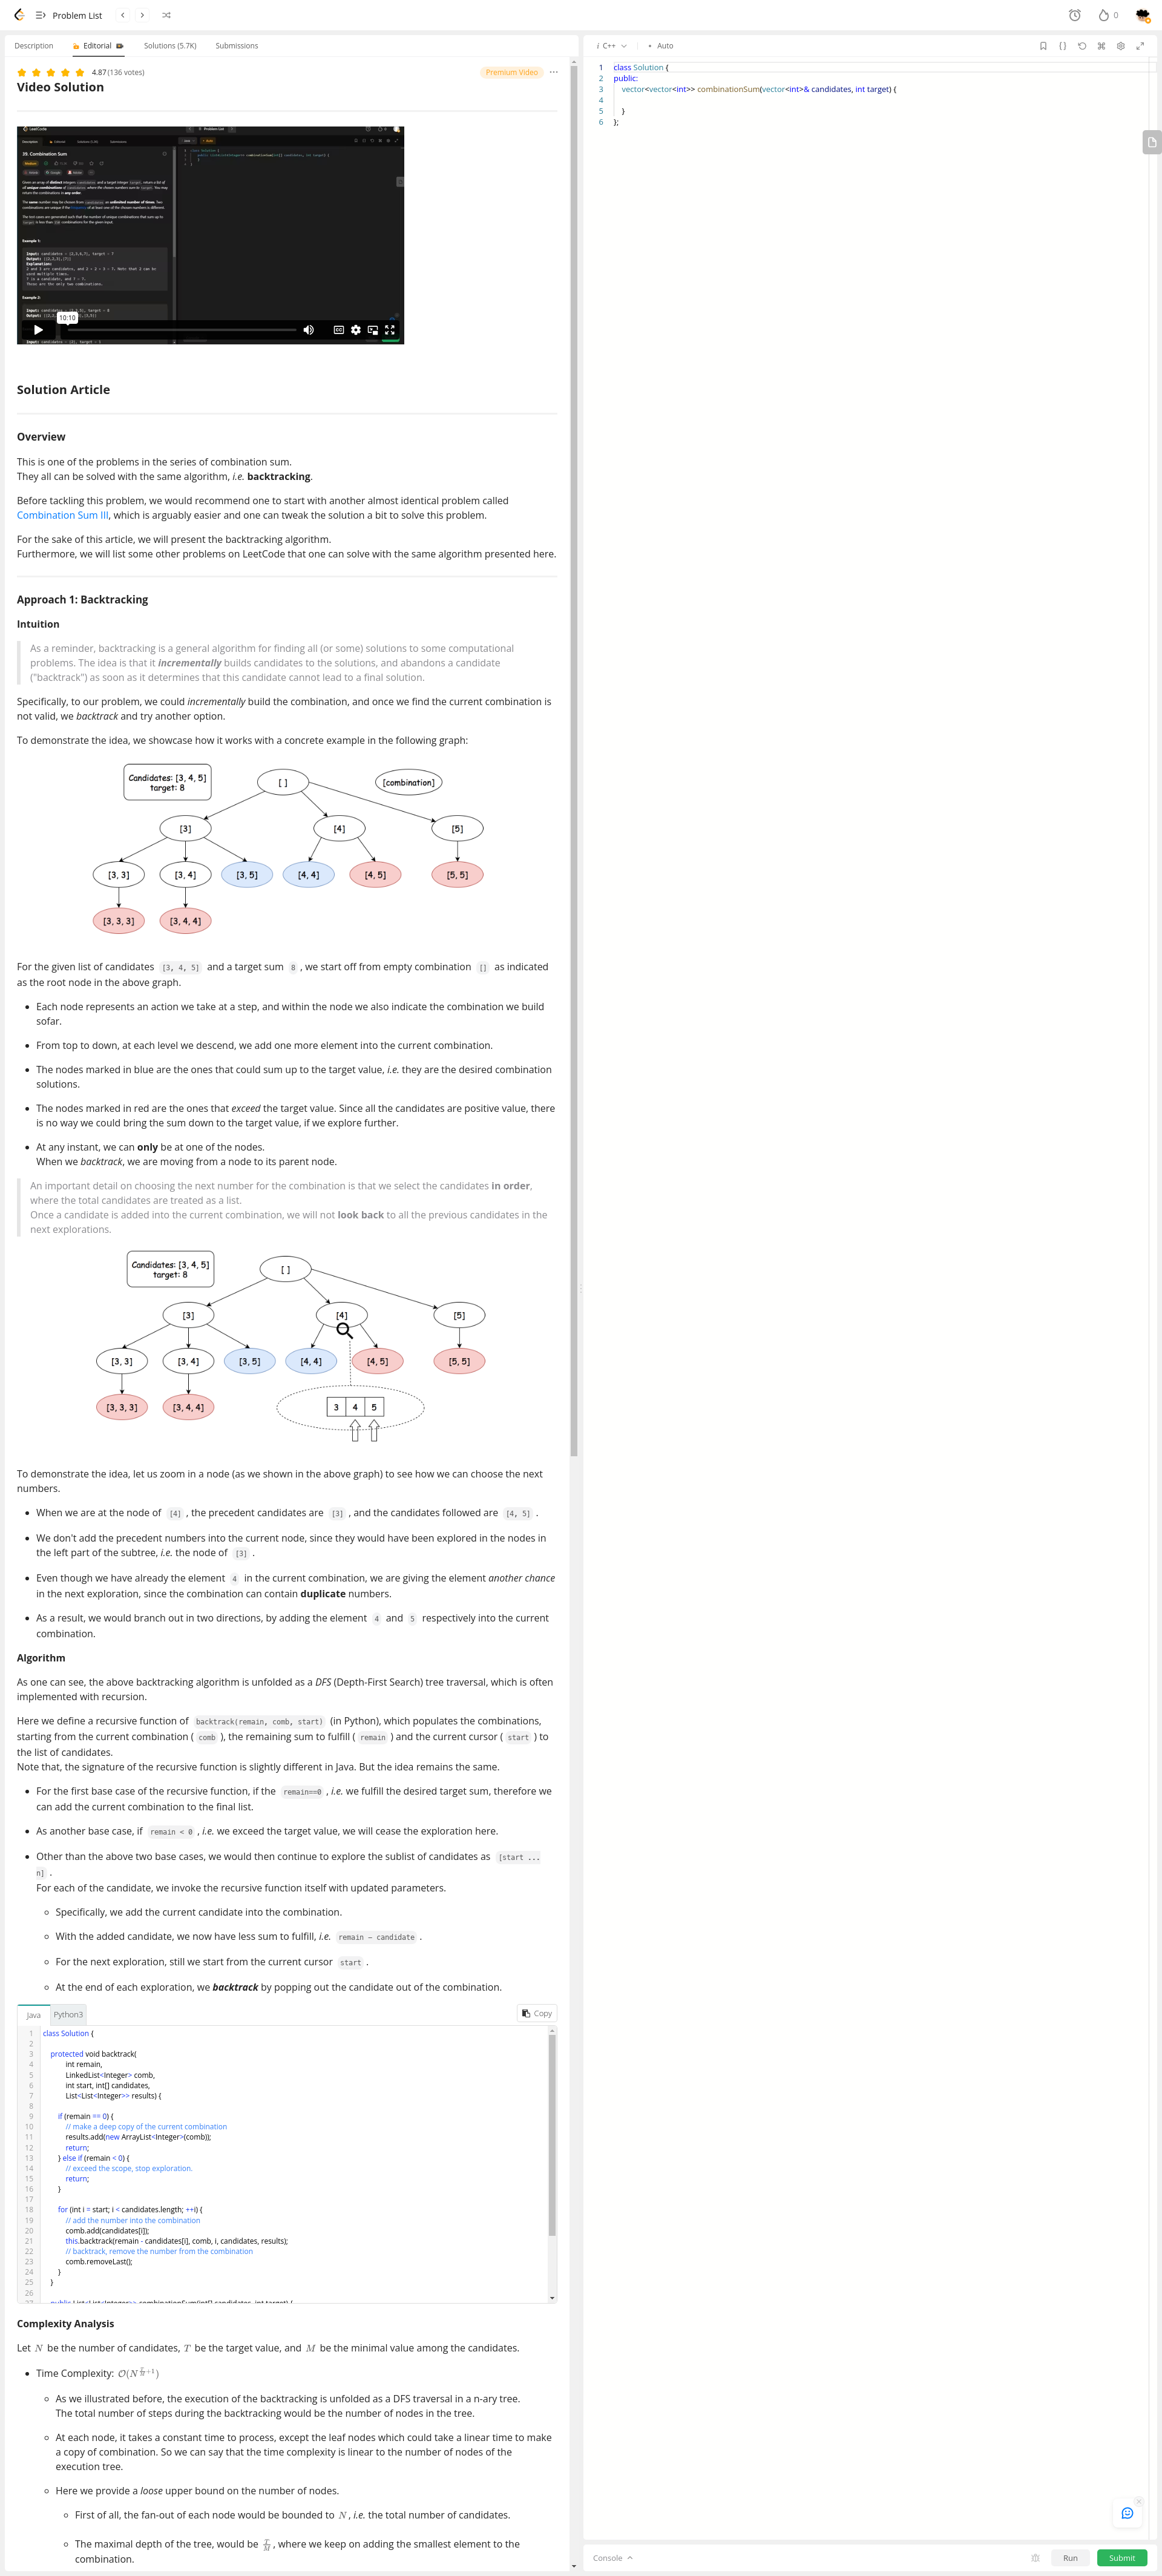 Problem List
0
Description
Editorial
Solutions (5.7K)
Submissions
4.87 (136 votes)
Premium Video
Video Solution
LeetCode
Problem List
39. Combination Sum
Example 1:
Example 2:
10:10
Solution Article
Overview
This is one of the problems in the series of combination sum.
They all can be solved with the same algorithm, i.e. backtracking.
Before tackling this problem, we would recommend one to start with another almost identical problem called
Combination Sum III, which is arguably easier and one can tweak the solution a bit to solve this problem.
For the sake of this article, we will present the backtracking algorithm.
Furthermore, we will list some other problems on LeetCode that one can solve with the same algorithm presented here.
Approach 1: Backtracking
Intuition
As a reminder, backtracking is a general algorithm for finding all (or some) solutions to some computational
problems. The idea is that it incrementally builds candidates to the solutions, and abandons a candidate
("backtrack") as soon as it determines that this candidate cannot lead to a final solution.
Specifically, to our problem, we could incrementally build the combination, and once we find the current combination is
not valid, we backtrack and try another option.
To demonstrate the idea, we showcase how it works with a concrete example in the following graph:
Candidates: [3, 4, 5]
target: 8
[ ]
[combination]
[3]
[4]
[5]
[3, 3]
[3, 4]
[3, 5]
[4, 4]
[4, 5]
[5, 5]
[3, 3, 3]
[3, 4, 4]
For the given list of candidates [3, 4, 5] and a target sum 8 , we start off from empty combination [] as indicated
as the root node in the above graph.
• Each node represents an action we take at a step, and within the node we also indicate the combination we build
sofar.
• From top to down, at each level we descend, we add one more element into the current combination.
• The nodes marked in blue are the ones that could sum up to the target value, i.e. they are the desired combination
solutions.
• The nodes marked in red are the ones that exceed the target value. Since all the candidates are positive value, there
is no way we could bring the sum down to the target value, if we explore further.
• At any instant, we can only be at one of the nodes.
When we backtrack, we are moving from a node to its parent node.
An important detail on choosing the next number for the combination is that we select the candidates in order,
where the total candidates are treated as a list.
Once a candidate is added into the current combination, we will not look back to all the previous candidates in the
next explorations.
Candidates: [3, 4, 5]
target: 8
[ ]
[3]
[4]
[5]
[3, 3]
[3, 4]
[3, 5]
[4, 4]
[4, 5]
[5, 5]
[3, 3, 3]
[3, 4, 4]
3 4 5
To demonstrate the idea, let us zoom in a node (as we shown in the above graph) to see how we can choose the next
numbers.
• When we are at the node of [4] , the precedent candidates are [3] , and the candidates followed are [4, 5] .
• We don't add the precedent numbers into the current node, since they would have been explored in the nodes in
the left part of the subtree, i.e. the node of [3] .
• Even though we have already the element 4 in the current combination, we are giving the element another chance
in the next exploration, since the combination can contain duplicate numbers.
• As a result, we would branch out in two directions, by adding the element 4 and 5 respectively into the current
combination.
Algorithm
As one can see, the above backtracking algorithm is unfolded as a DFS (Depth-First Search) tree traversal, which is often
implemented with recursion.
Here we define a recursive function of backtrack(remain, comb, start) (in Python), which populates the combinations,
starting from the current combination ( comb ), the remaining sum to fulfill ( remain ) and the current cursor ( start ) to
the list of candidates.
Note that, the signature of the recursive function is slightly different in Java. But the idea remains the same.
• For the first base case of the recursive function, if the remain==0 , i.e. we fulfill the desired target sum, therefore we
can add the current combination to the final list.
• As another base case, if remain < 0 , i.e. we exceed the target value, we will cease the exploration here.
• Other than the above two base cases, we would then continue to explore the sublist of candidates as [start ...
n] .
For each of the candidate, we invoke the recursive function itself with updated parameters.
◦ Specifically, we add the current candidate into the combination.
◦ With the added candidate, we now have less sum to fulfill, i.e. remain – candidate .
◦ For the next exploration, still we start from the current cursor start .
◦ At the end of each exploration, we backtrack by popping out the candidate out of the combination.
Java
Python3
Copy
1 class Solution {
2
3 protected void backtrack(
4 int remain,
5 LinkedList<Integer> comb,
6 int start, int[] candidates,
7 List<List<Integer>> results) {
8
9 if (remain == 0) {
10 // make a deep copy of the current combination
11 results.add(new ArrayList<Integer>(comb));
12 return;
13 } else if (remain < 0) {
14 // exceed the scope, stop exploration.
15 return;
16 }
17
18 for (int i = start; i < candidates.length; ++i) {
19 // add the number into the combination
20 comb.add(candidates[i]);
21 this.backtrack(remain - candidates[i], comb, i, candidates, results);
22 // backtrack, remove the number from the combination
23 comb.removeLast();
24 }
25 }
26
27 public List<List<Integer>> combinationSum(int[] candidates, int target) {
Complexity Analysis
Let N be the number of candidates, T be the target value, and M be the minimal value among the candidates.
• Time Complexity: O(N^(T/M+1))
◦ As we illustrated before, the execution of the backtracking is unfolded as a DFS traversal in a n-ary tree.
The total number of steps during the backtracking would be the number of nodes in the tree.
◦ At each node, it takes a constant time to process, except the leaf nodes which could take a linear time to make
a copy of combination. So we can say that the time complexity is linear to the number of nodes of the
execution tree.
◦ Here we provide a loose upper bound on the number of nodes.
◦ First of all, the fan-out of each node would be bounded to N, i.e. the total number of candidates.
◦ The maximal depth of the tree, would be T/M, where we keep on adding the smallest element to the
combination.
i C++
Auto
1 class Solution {
2 public:
3 vector<vector<int>> combinationSum(vector<int>& candidates, int target) {
4
5 }
6 };
Console
Run
Submit